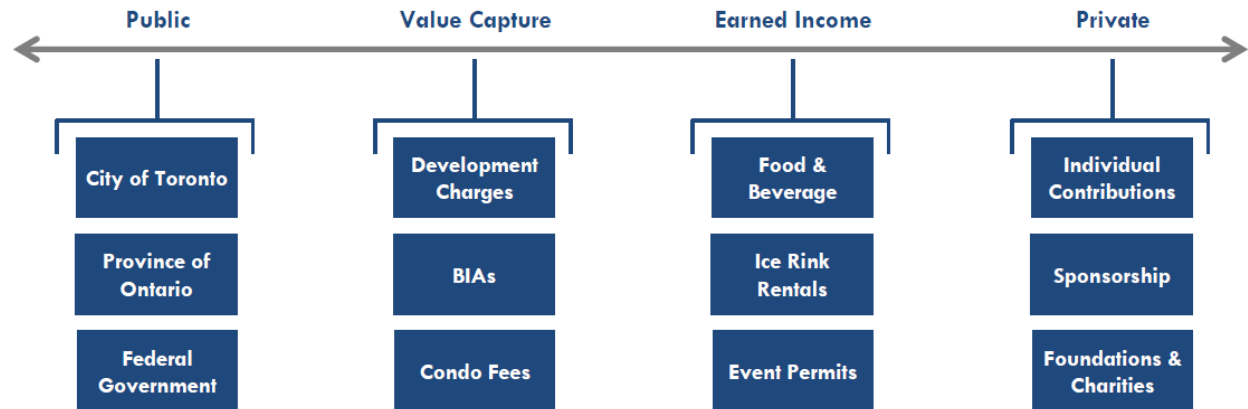 Public
Value Capture
Earned Income
Private
City of Toronto
Development
Charges
Food &
Beverage
Individual
Contributions
Province of
Ontario
BIAs
Ice Rink
Rentals
Sponsorship
Federal
Government
Condo Fees
Event Permits
Foundations &
Charities